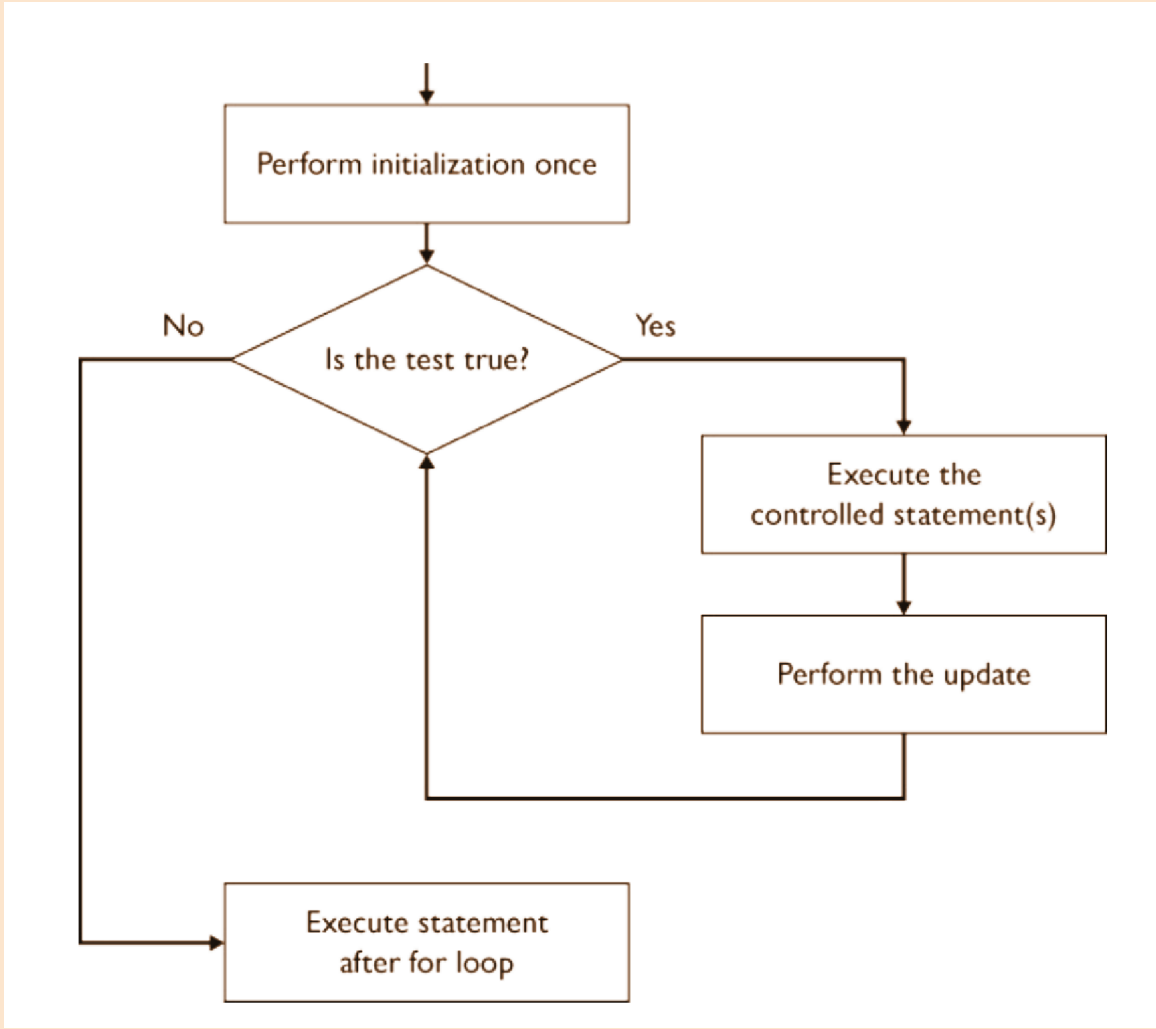 Perform initialization once
No
Yes
Is the test true?
Execute the
controlled statement(s)
Perform the update
Execute statement
after for loop